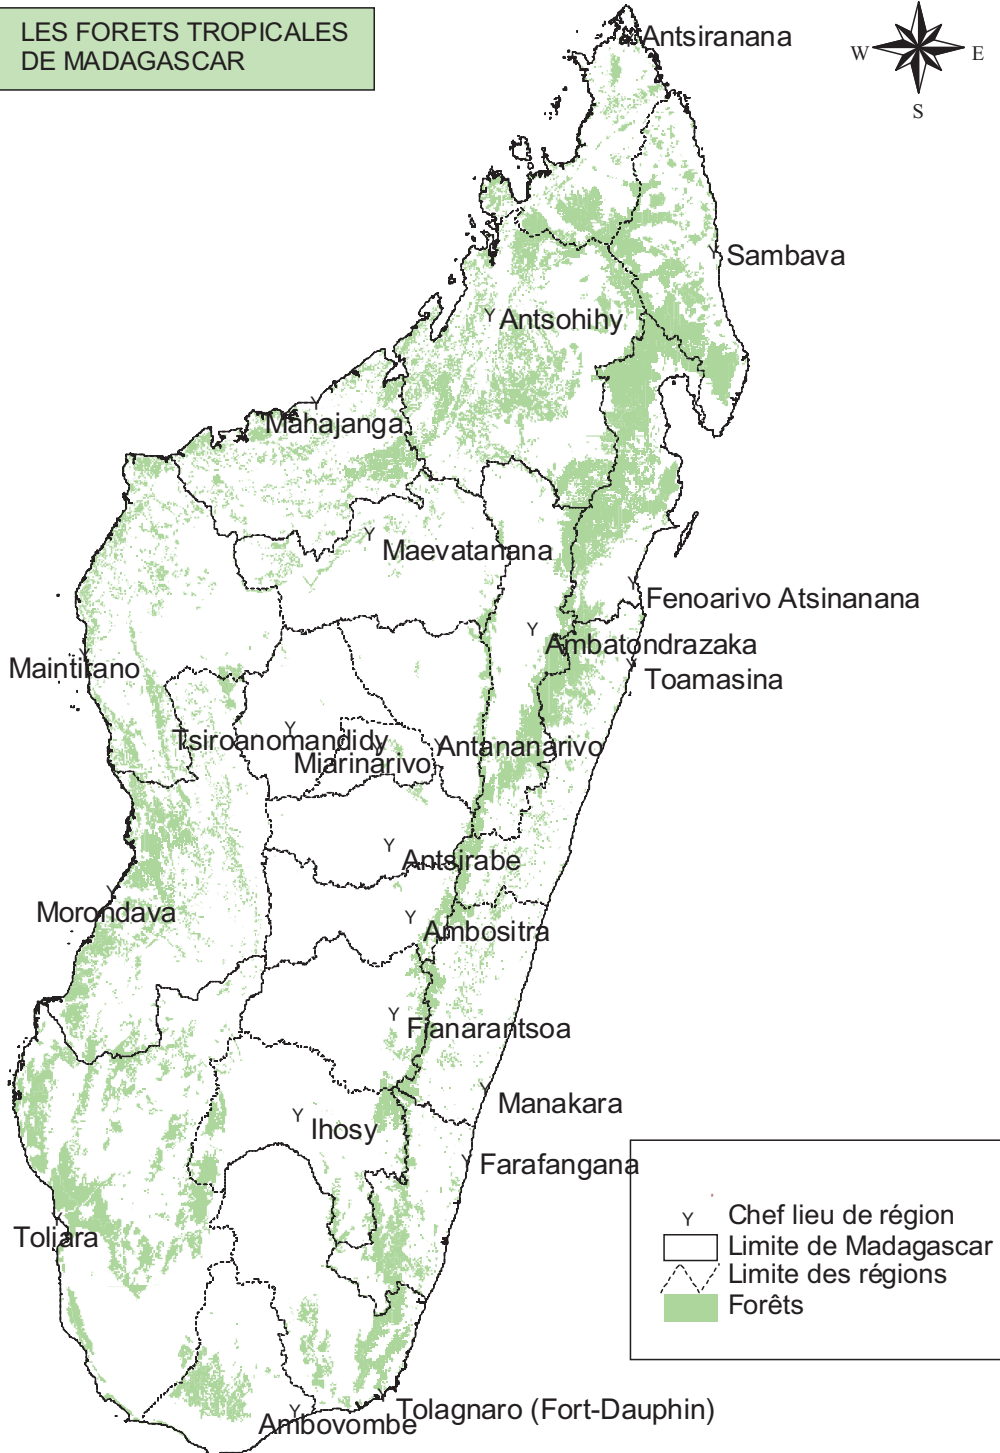 LES FORETS TROPICALES
DE MADAGASCAR
Antsiranana
W
E
S
Sambava
Antsohihy
Mahajanga
Maevatanana
Fenoarivo Atsinanana
Ambatondrazaka
Maintirano
Toamasina
Tsiroanomandidy
Antananarivo
Miarinarivo
Antsirabe
Morondava
Ambositra
Fianarantsoa
Manakara
Ihosy
Farafangana
Toliara
Y Chef lieu de région
Limite de Madagascar
Limite des régions
Forêts
Ambovombe
Tolagnaro (Fort-Dauphin)